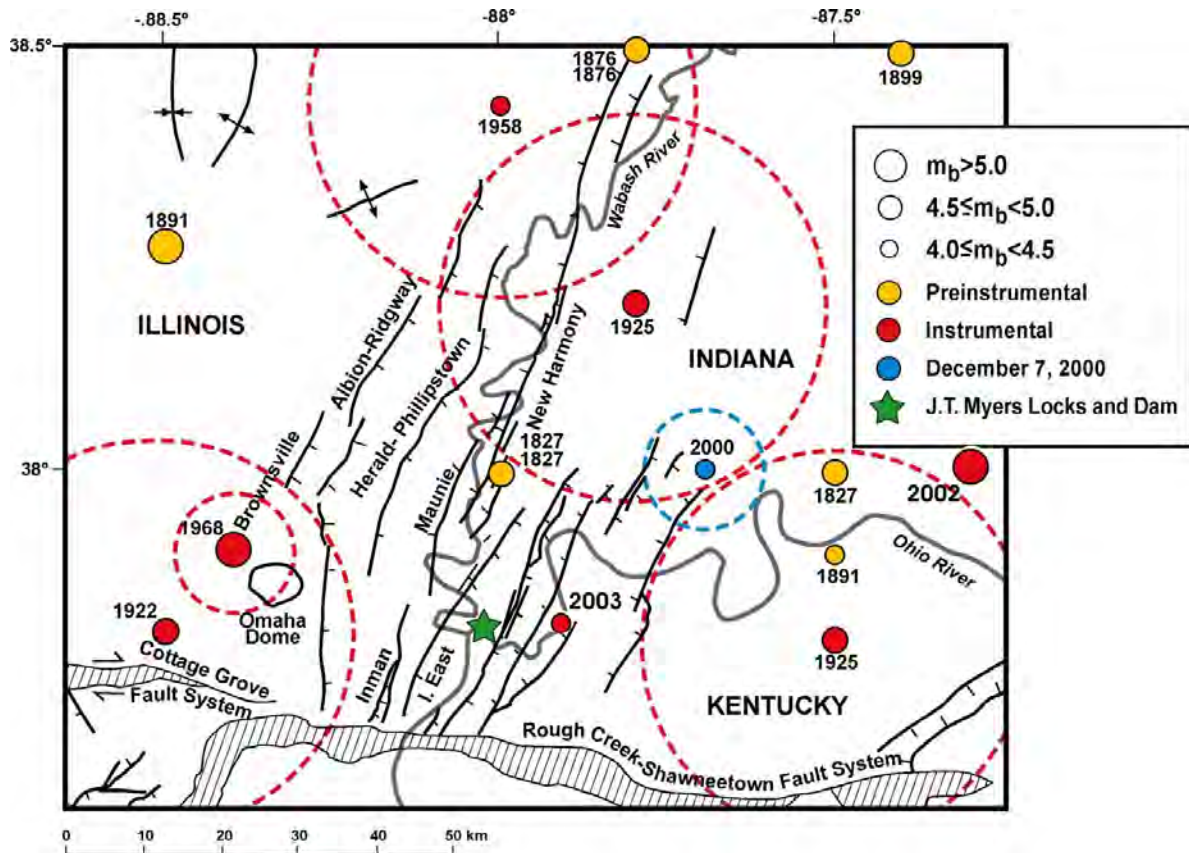 -.88.5°
-88°
-87.5°
38.5°
1876
1876
1899
1958
Wabash River
1891
ILLINOIS
1925
INDIANA
Albion-Ridgway
Herald- Phillipstown
New Harmony
Brownsville
Maunie
38°
1827
1827
2000
1827
2002
1968
Omaha
Dome
1922
Inman
I. East
2003
1891
Ohio River
1925
KENTUCKY
Cottage Grove
Fault System
Rough Creek-Shawneetown Fault System
0 10 20 30 40 50 km
mb>5.0
4.5≤mb<5.0
4.0≤mb<4.5
Preinstrumental
Instrumental
December 7, 2000
J.T. Myers Locks and Dam